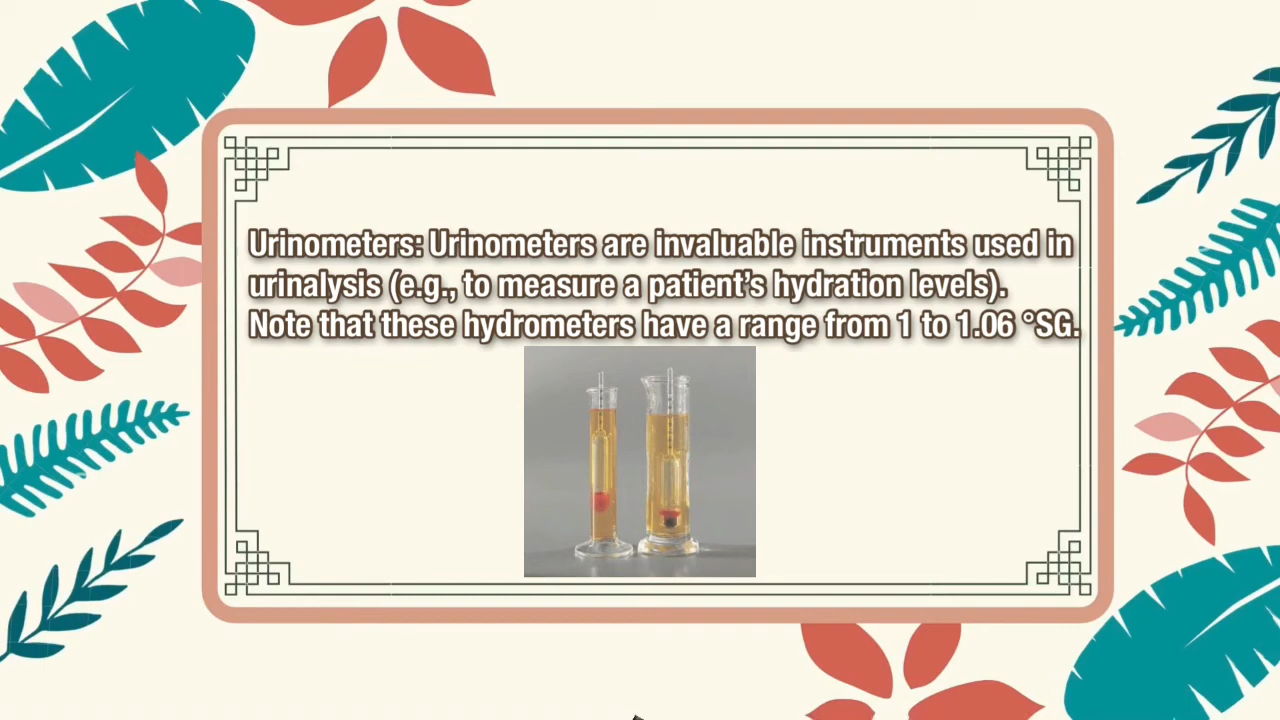 Urinometers: Urinometers are invaluable instruments used in
urinalysis (e.g., to measure a patient’s hydration levels).
Note that these hydrometers have a range from 1 to 1.06 °SG.